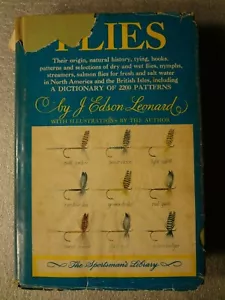 FLIES
Their origin, natural history, tying, hooks,
patterns and selections of dry and wet flies, nymphs,
streamers, salmon flies for fresh and salt water
in North America and the British Isles, including
A DICTIONARY OF 2200 PATTERNS
by J. Edson Leonard
WITH ILLUSTRATIONS BY THE AUTHOR
The Sportsman's Library